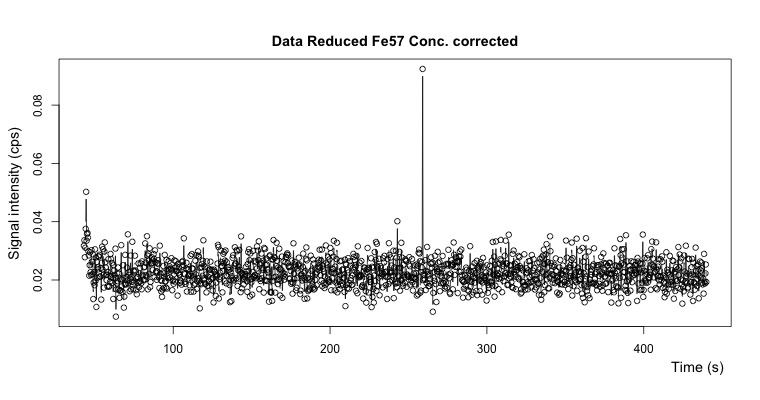 Data Reduced Fe57 Conc. corrected
Signal intensity (cps)
0.08
0.06
0.04
0.02
100 200 300 400
Time (s)